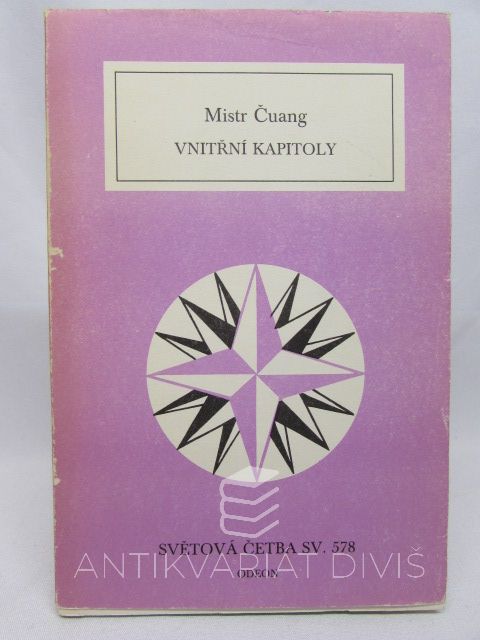 Mistr Čuang
VNITŘNÍ KAPITOLY
SVĚTOVÁ ČETBA SV. 578
ANTIKVARIÁT DIVIŠ
ODEON